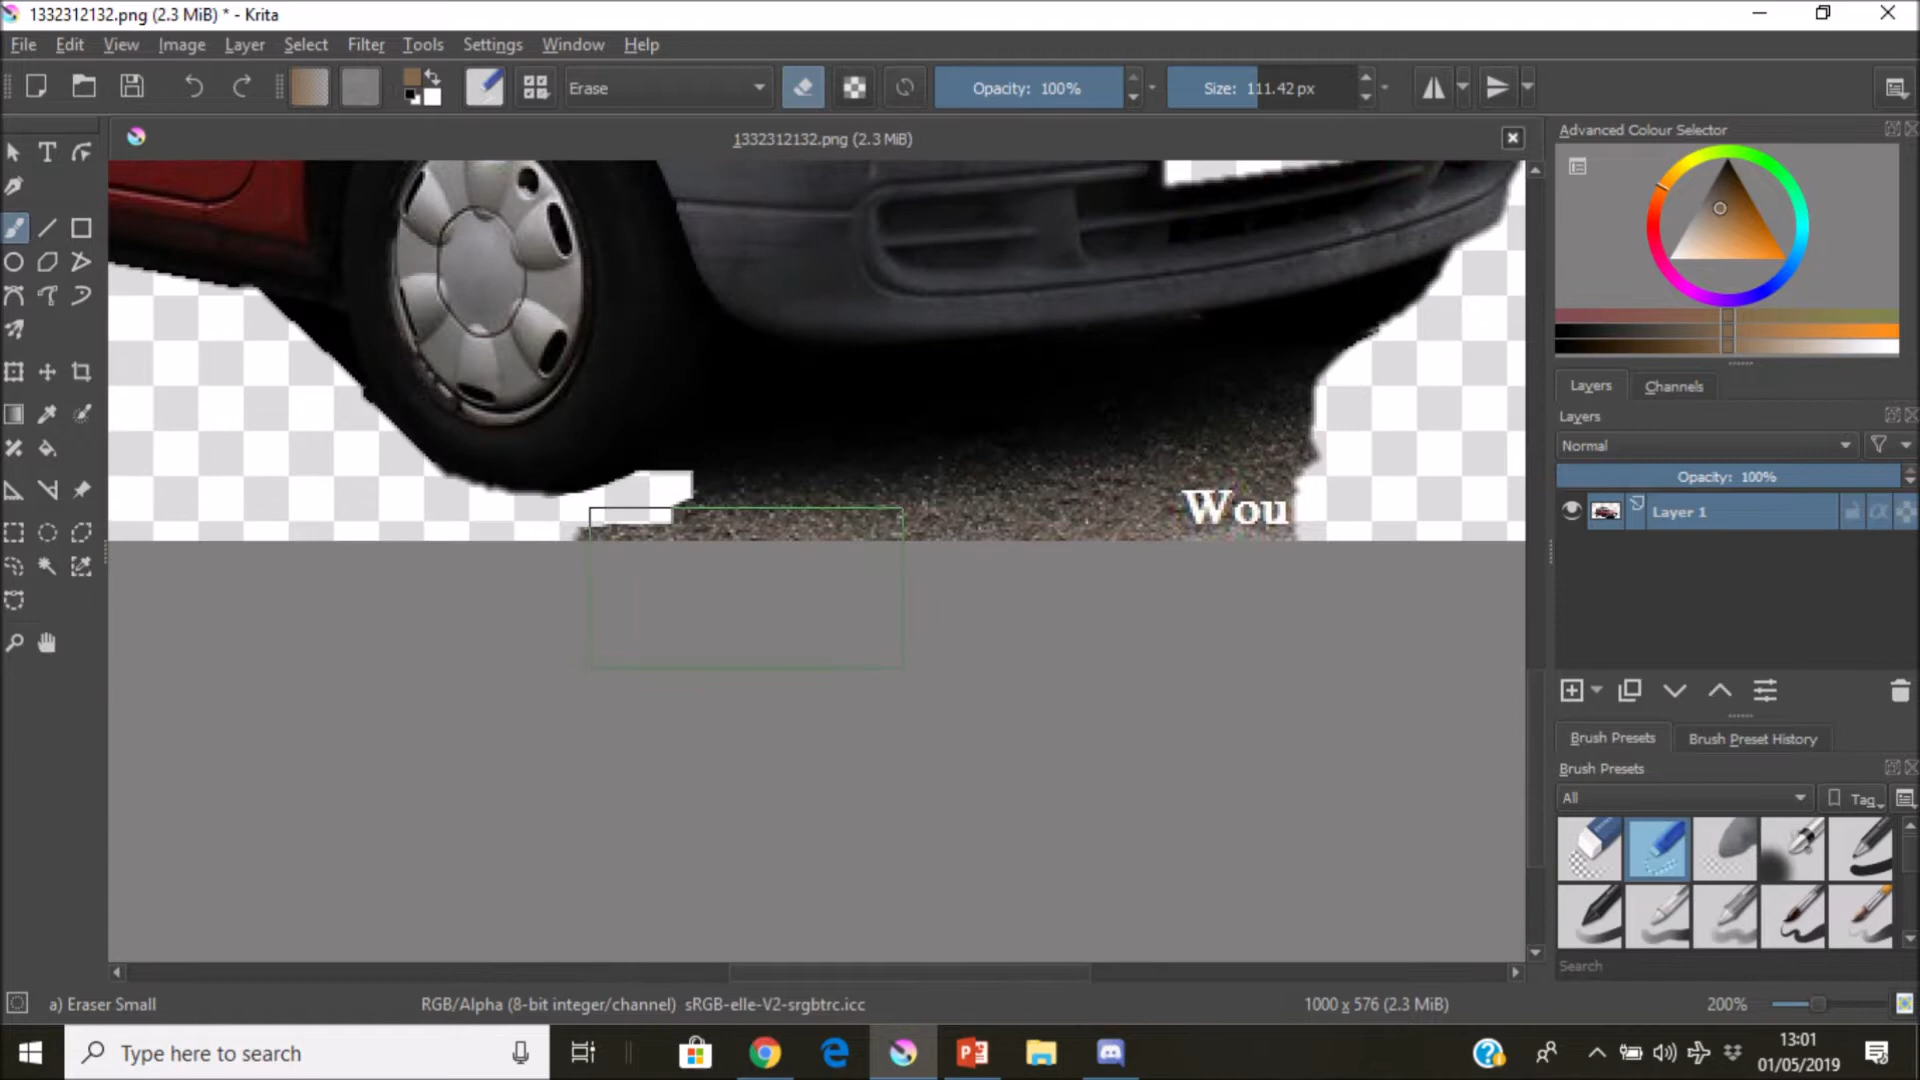 1332312132.png (2.3 MiB) * - Krita
File Edit View Image Layer Select Filter Tools Settings Window Help
Erase Opacity: 100% Size: 111.42 px
1332312132.png (2.3 MiB)
Advanced Colour Selector
Layers Channels
Layers
Normal
Opacity: 100%
Layer 1
Wou
Brush Presets Brush Preset History
Brush Presets
All Tag
Search
a) Eraser Small RGB/Alpha (8-bit integer/channel) sRGB-elle-V2-srgbtrc.icc 1000 x 576 (2.3 MiB) 200%
Type here to search 13:01
01/05/2019